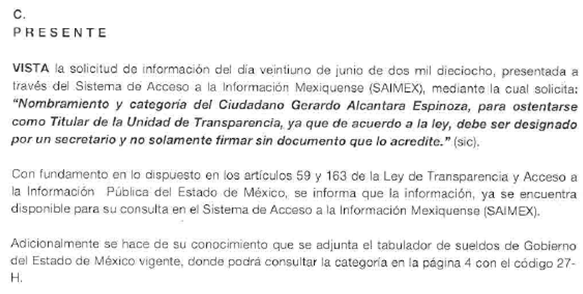 C.
P R E S E N T E
VISTA la solicitud de información del día veintiuno de junio de dos mil dieciocho, presentada a
través del Sistema de Acceso a la Información Mexiquense (SAIMEX), mediante la cual solicita:
"Nombramiento y categoría del Ciudadano Gerardo Alcantara Espinoza, para ostentarse
como Titular de la Unidad de Transparencia, ya que de acuerdo a la ley, debe ser designado
por un secretario y no solamente firmar sin documento que lo acredite." (sic).
Con fundamento en lo dispuesto en los artículos 59 y 163 de la Ley de Transparencia y Acceso a
la Información Pública del Estado de México, se informa que la información, ya se encuentra
disponible para su consulta en el Sistema de Acceso a la Información Mexiquense (SAIMEX).
Adicionalmente se hace de su conocimiento que se adjunta el tabulador de sueldos de Gobierno
del Estado de México vigente, donde podrá consultar la categoría en la página 4 con el código 27-
H.